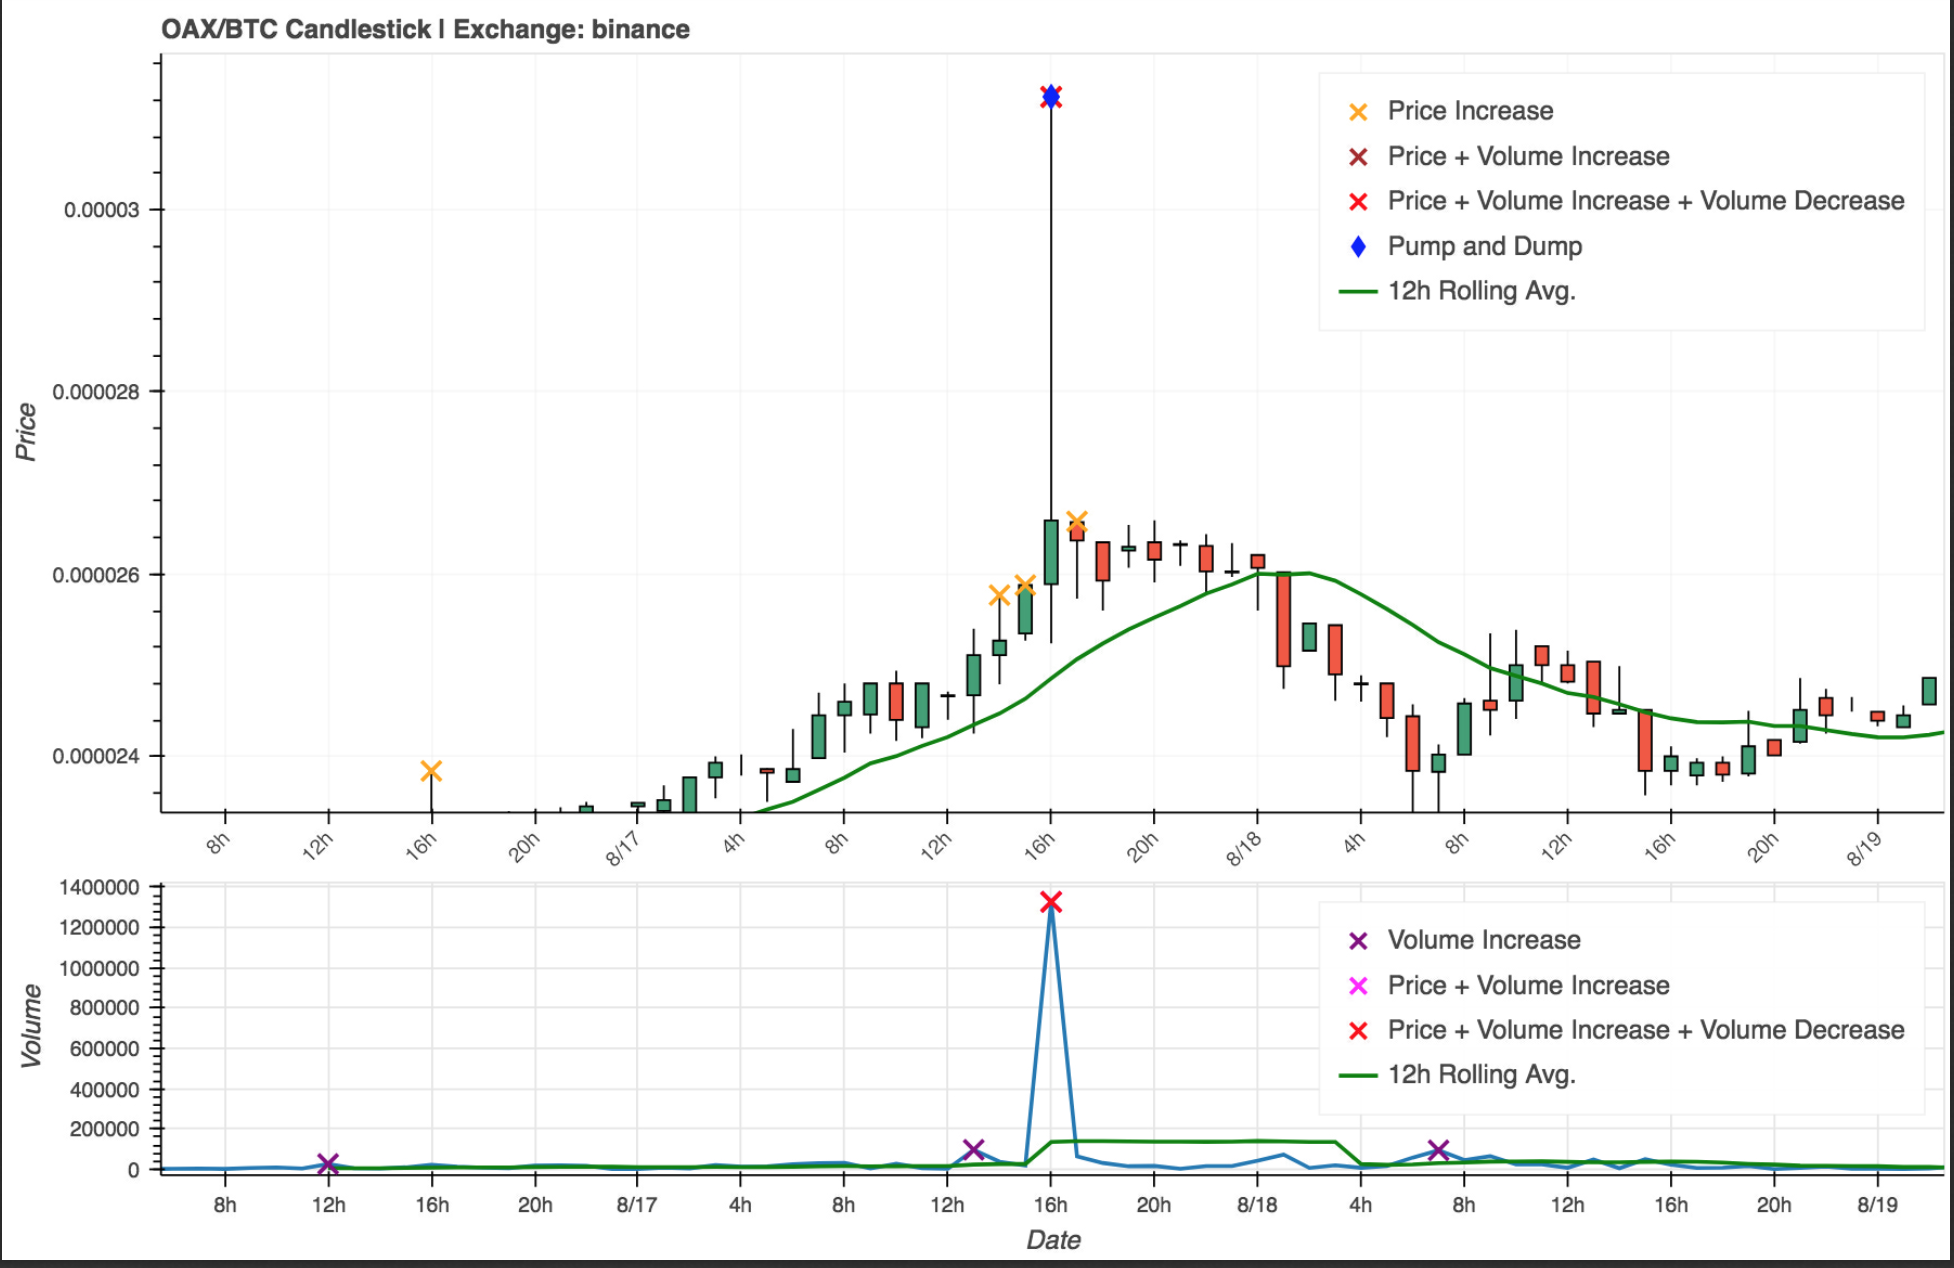 OAX/BTC Candlestick | Exchange: binance
Price Increase
Price + Volume Increase
Price + Volume Increase + Volume Decrease
Pump and Dump
12h Rolling Avg.
Price
0.00003
0.000028
0.000026
0.000024
8h 12h 16h 20h 8/17 4h 8h 12h 16h 20h 8/18 4h 8h 12h 16h 20h 8/19
Volume
1400000
1200000
1000000
800000
600000
400000
200000
0
Volume Increase
Price + Volume Increase
Price + Volume Increase + Volume Decrease
12h Rolling Avg.
8h 12h 16h 20h 8/17 4h 8h 12h 16h 20h 8/18 4h 8h 12h 16h 20h 8/19
Date